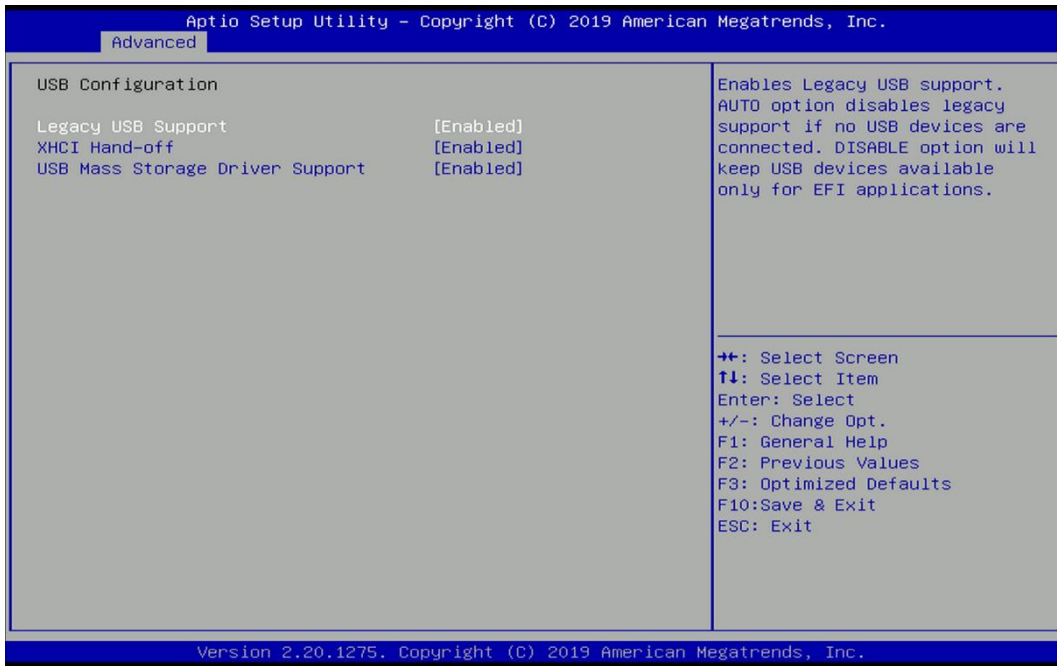 Aptio Setup Utility – Copyright (C) 2019 American Megatrends, Inc.
Advanced
USB Configuration
Legacy USB Support [Enabled]
XHCI Hand-off [Enabled]
USB Mass Storage Driver Support [Enabled]
Enables Legacy USB support.
AUTO option disables legacy
support if no USB devices are
connected. DISABLE option will
keep USB devices available
only for EFI applications.
→←: Select Screen
↑↓: Select Item
Enter: Select
+/-: Change Opt.
F1: General Help
F2: Previous Values
F3: Optimized Defaults
F10:Save & Exit
ESC: Exit
Version 2.20.1275. Copyright (C) 2019 American Megatrends, Inc.